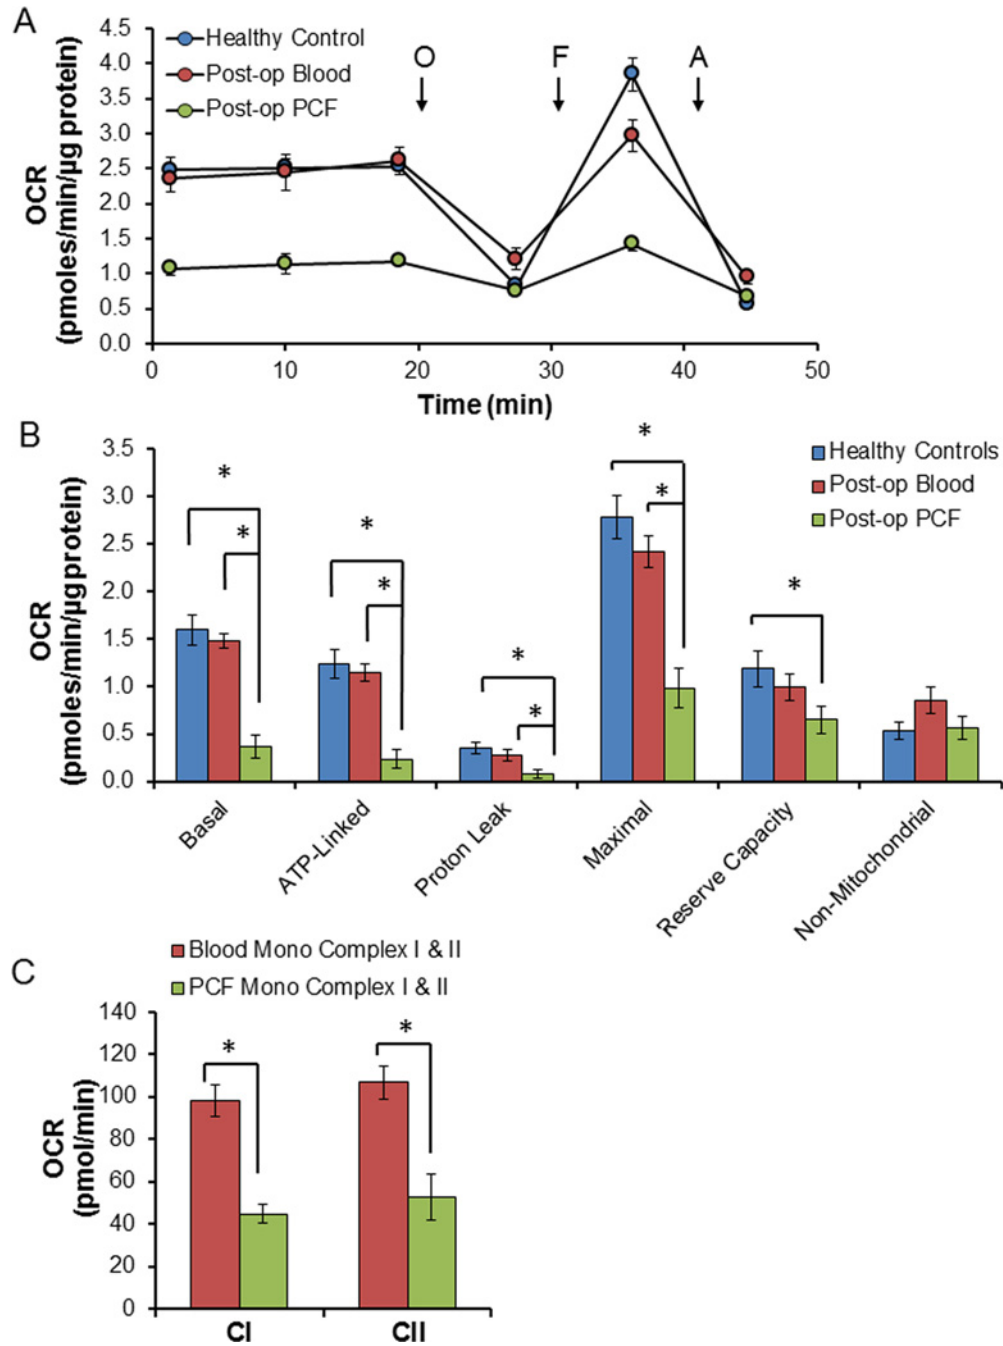 A
OCR
(pmoles/min/µg protein)
4.5
4.0
3.5
3.0
2.5
2.0
1.5
1.0
0.5
0.0
Healthy Control
Post-op Blood
Post-op PCF
O
F
A
0
10
20
30
40
50
Time (min)
B
OCR
(pmoles/min/µgprotein)
3.5
3.0
2.5
2.0
1.5
1.0
0.5
0.0
*
*
*
*
*
*
*
*
*
Healthy Controls
Post-op Blood
Post-op PCF
Basal
ATP-Linked
Proton Leak
Maximal
Reserve Capacity
Non-Mitochondrial
C
Blood Mono Complex I & II
PCF Mono Complex I & II
OCR
(pmol/min)
140
120
100
80
60
40
20
0
*
*
CI
CII